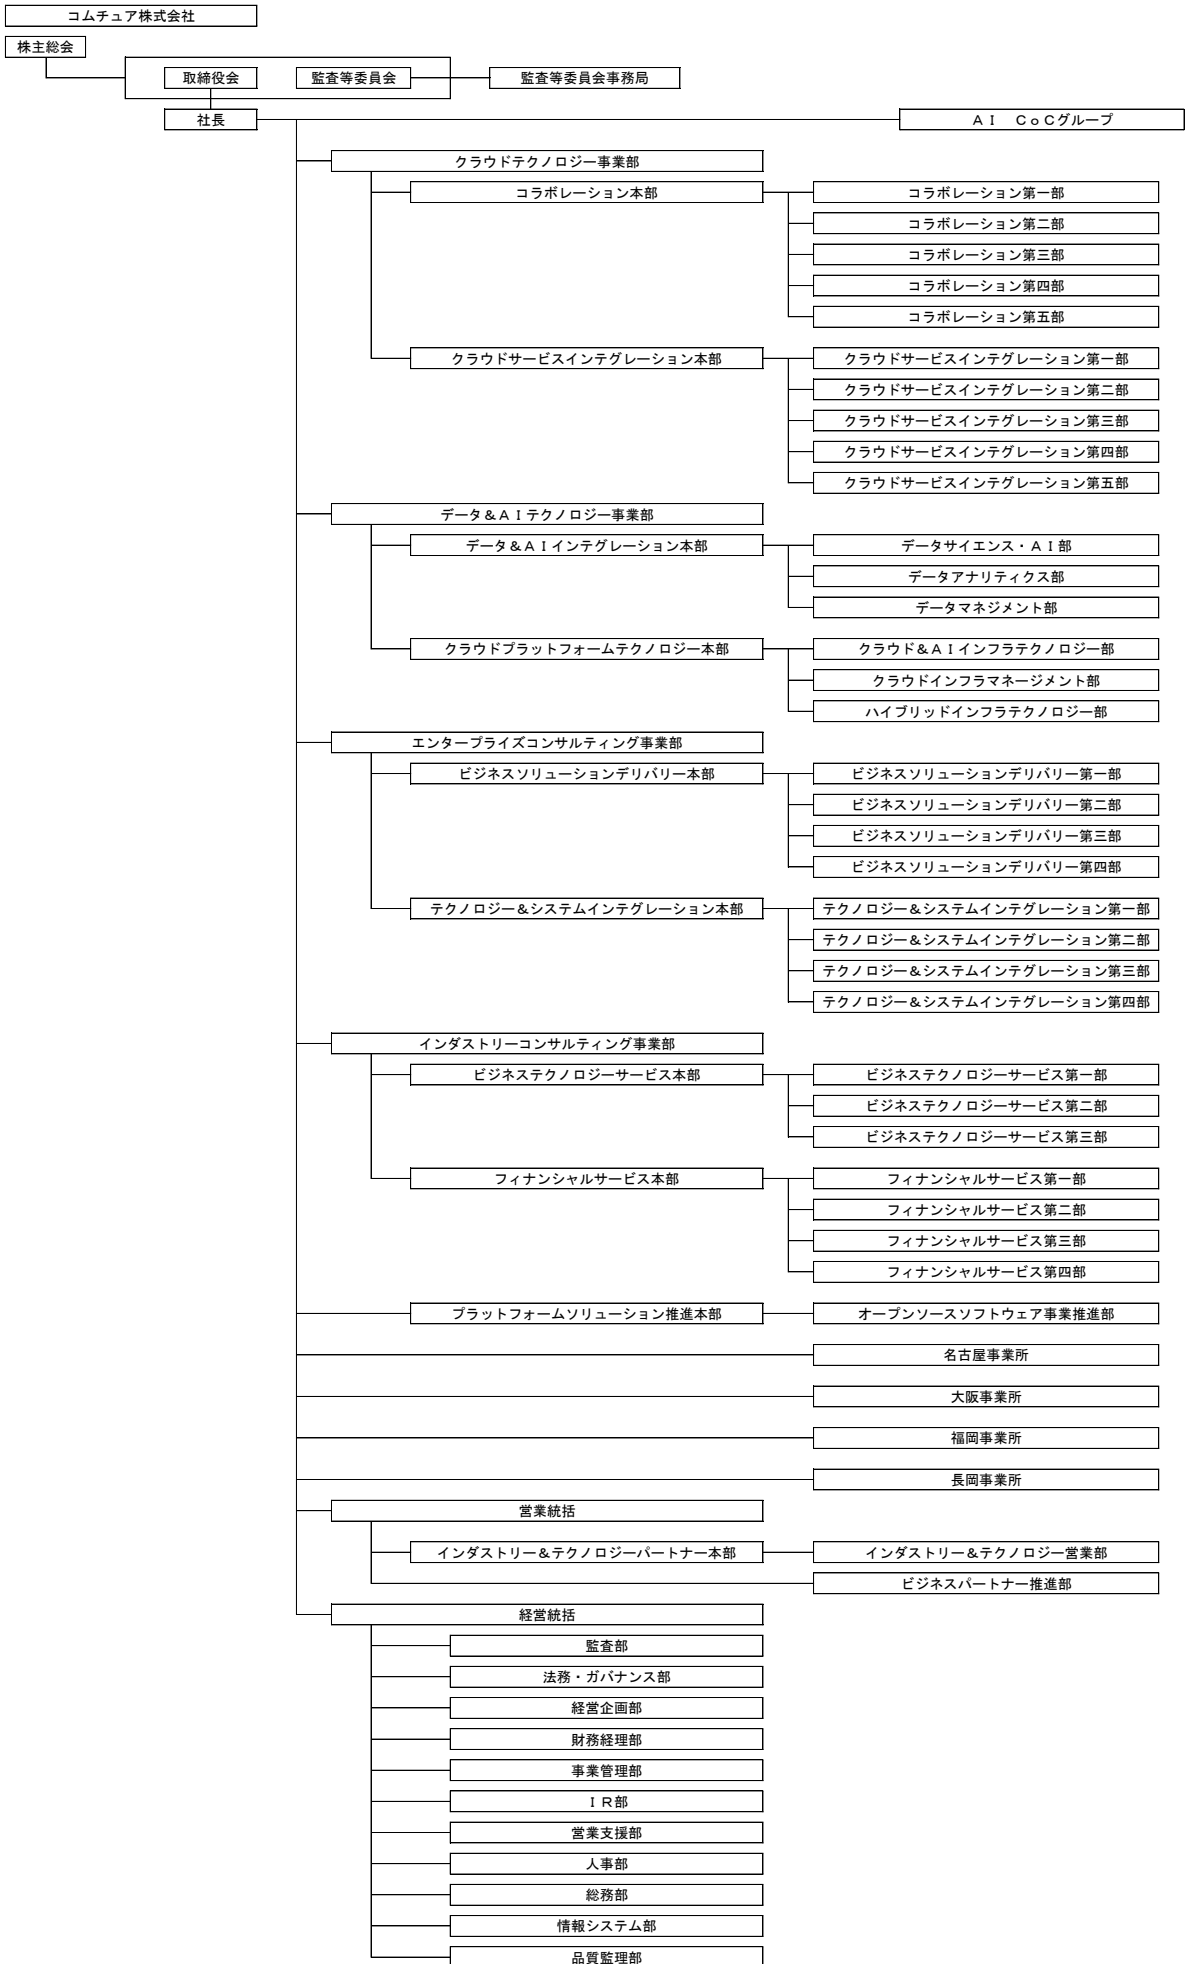 コムチュア株式会社
株主総会
取締役会 監査等委員会 監査等委員会事務局
社長 ＡＩ　ＣｏＣグループ
クラウドテクノロジー事業部
コラボレーション本部 コラボレーション第一部
コラボレーション第二部
コラボレーション第三部
コラボレーション第四部
コラボレーション第五部
クラウドサービスインテグレーション本部 クラウドサービスインテグレーション第一部
クラウドサービスインテグレーション第二部
クラウドサービスインテグレーション第三部
クラウドサービスインテグレーション第四部
クラウドサービスインテグレーション第五部
データ＆ＡＩテクノロジー事業部
データ＆ＡＩインテグレーション本部 データサイエンス・ＡＩ部
データアナリティクス部
データマネジメント部
クラウドプラットフォームテクノロジー本部 クラウド＆ＡＩインフラテクノロジー部
クラウドインフラマネージメント部
ハイブリッドインフラテクノロジー部
エンタープライズコンサルティング事業部
ビジネスソリューションデリバリー本部 ビジネスソリューションデリバリー第一部
ビジネスソリューションデリバリー第二部
ビジネスソリューションデリバリー第三部
ビジネスソリューションデリバリー第四部
テクノロジー＆システムインテグレーション本部 テクノロジー＆システムインテグレーション第一部
テクノロジー＆システムインテグレーション第二部
テクノロジー＆システムインテグレーション第三部
テクノロジー＆システムインテグレーション第四部
インダストリーコンサルティング事業部
ビジネステクノロジーサービス本部 ビジネステクノロジーサービス第一部
ビジネステクノロジーサービス第二部
ビジネステクノロジーサービス第三部
フィナンシャルサービス本部 フィナンシャルサービス第一部
フィナンシャルサービス第二部
フィナンシャルサービス第三部
フィナンシャルサービス第四部
プラットフォームソリューション推進本部 オープンソースソフトウェア事業推進部
名古屋事業所
大阪事業所
福岡事業所
長岡事業所
営業統括
インダストリー＆テクノロジーパートナー本部 インダストリー＆テクノロジー営業部
ビジネスパートナー推進部
経営統括
監査部
法務・ガバナンス部
経営企画部
財務経理部
事業管理部
ＩＲ部
営業支援部
人事部
総務部
情報システム部
品質監理部